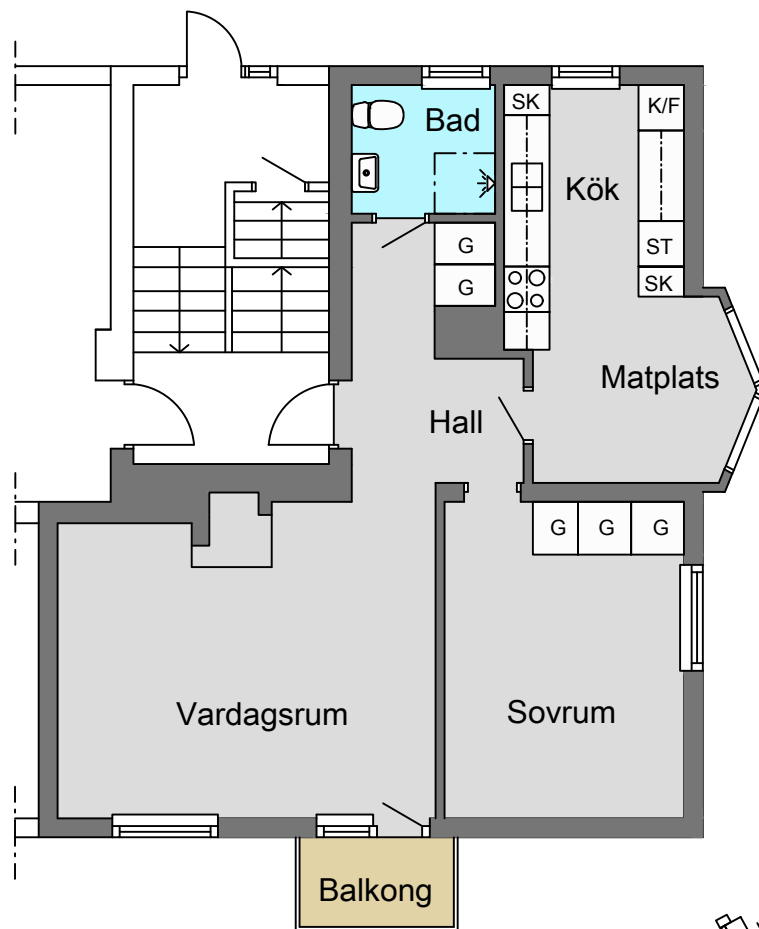 SK
K/F
Bad
Kök
G
ST
G
SK
Matplats
Hall
G G G
Vardagsrum
Sovrum
Balkong